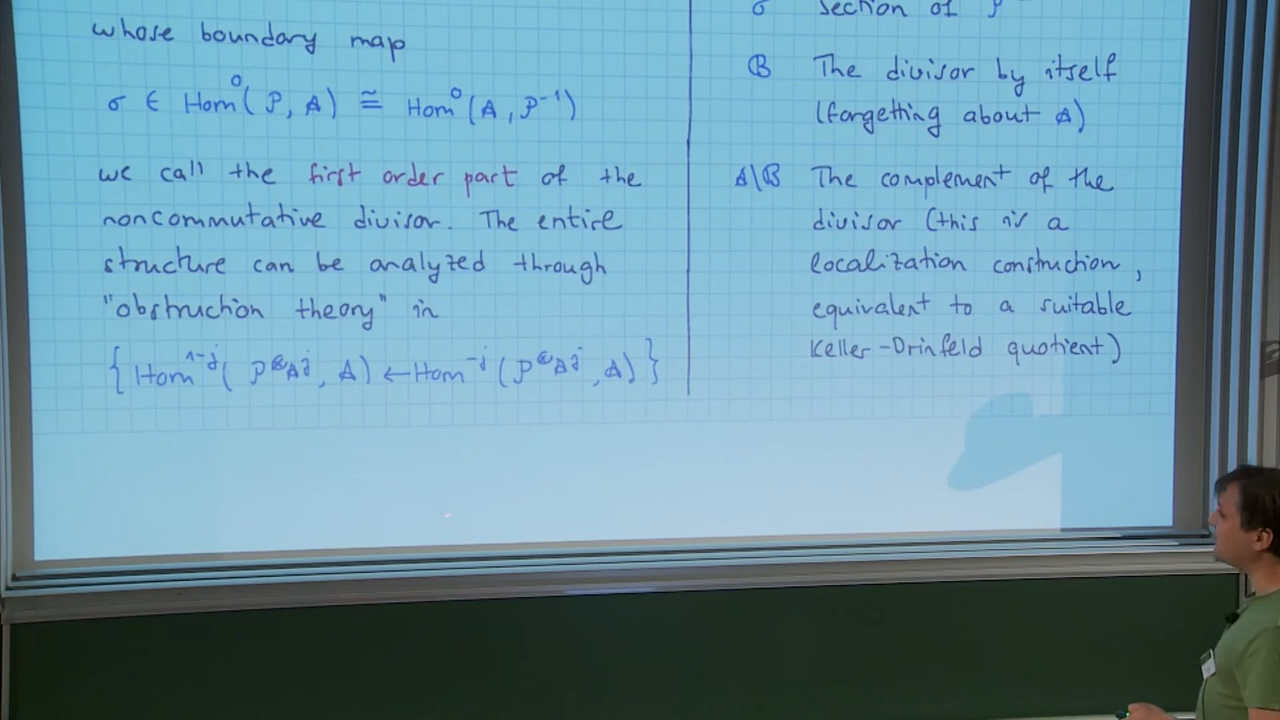 whose boundary map
σ ∈ Hom⁰(𝒫, 𝔸) ≅ Hom⁰(𝔸, 𝒫⁻¹)
we call the first order part of the
noncommutative divisor. The entire
structure can be analyzed through
"obstruction theory" in
{ Hom^{1-j}(𝒫^{⊗_𝔸 j}, 𝔸) ← Hom^{-j}(𝒫^{⊗_𝔸 j}, 𝔸) }
σ section of 𝒫
𝔹 The divisor by itself
(forgetting about 𝔸)
𝔸\𝔹 The complement of the
divisor (this is a
localization construction,
equivalent to a suitable
Keller-Drinfeld quotient)